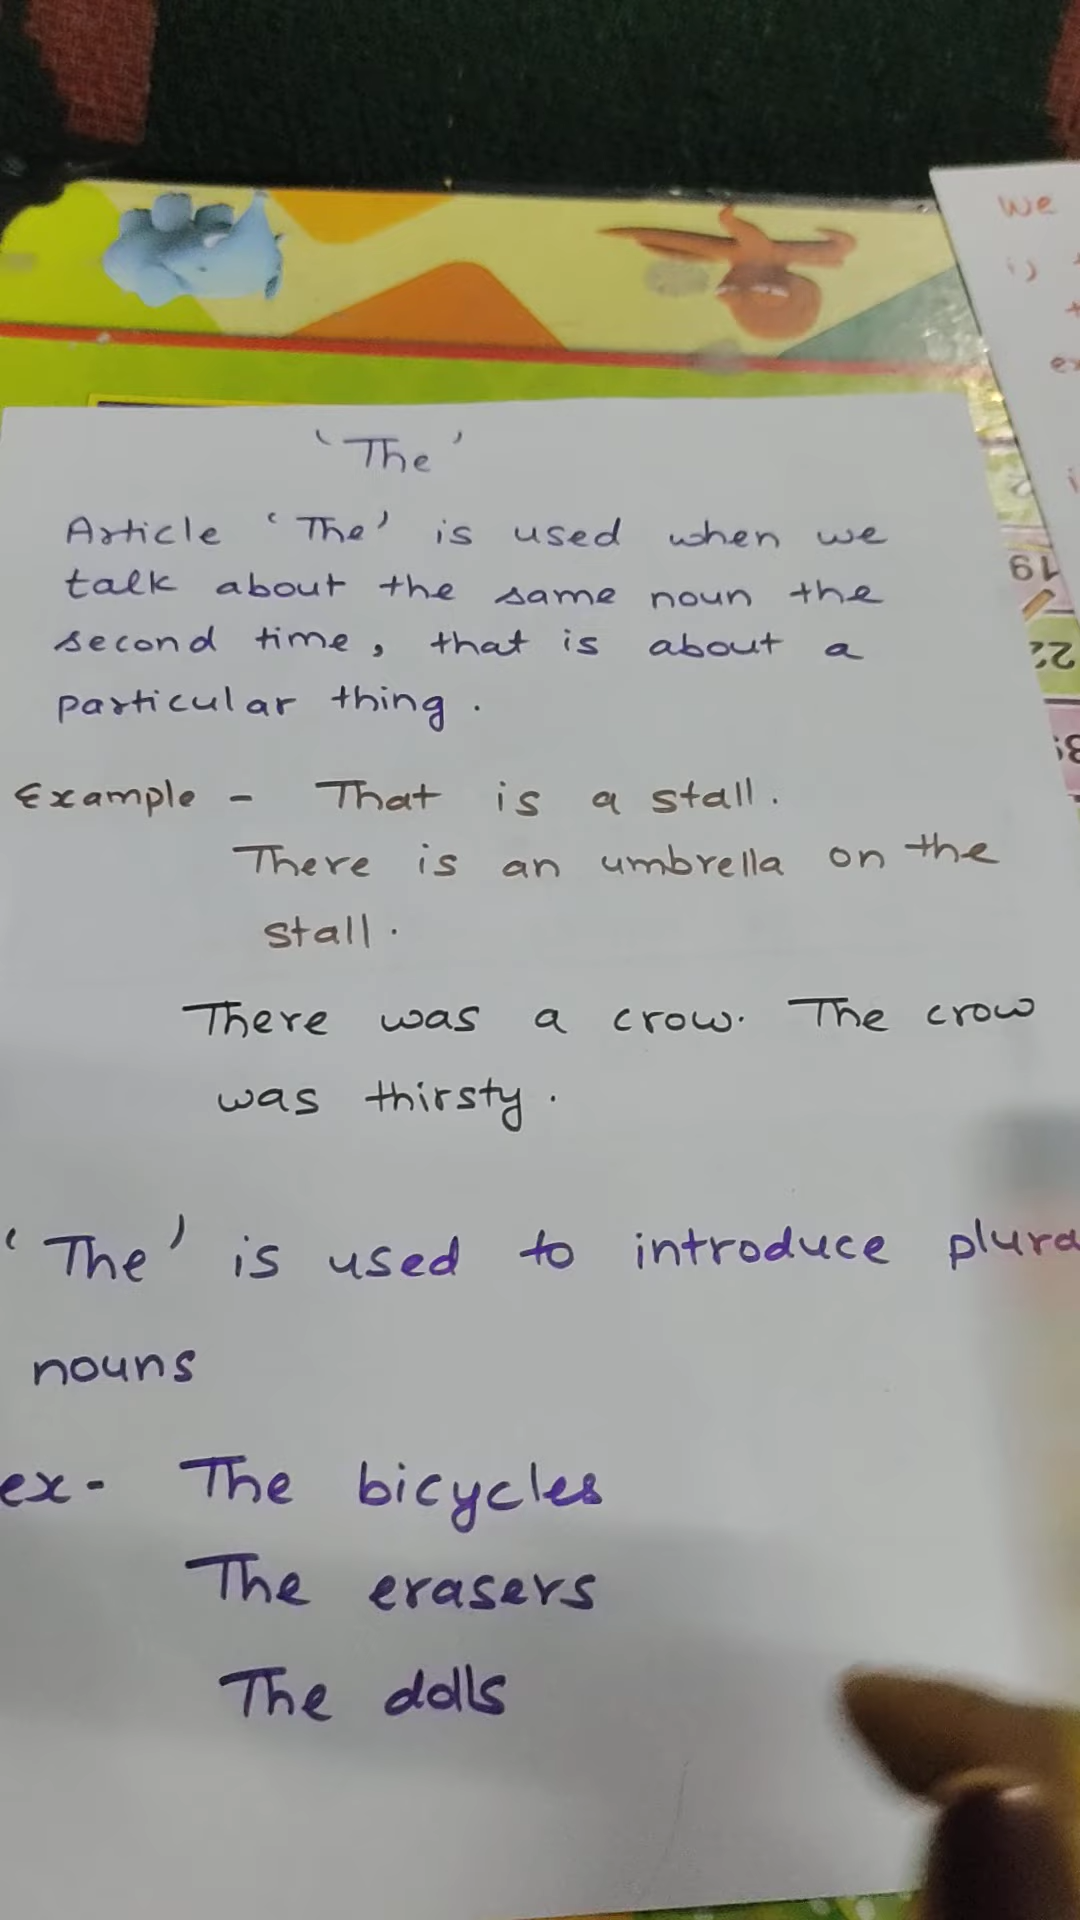 'The'
Article 'The' is used when we
talk about the same noun the
second time, that is about a
particular thing.
Example - That is a stall.
There is an umbrella on the
stall.
There was a crow. The crow
was thirsty.
'The' is used to introduce plura
nouns
ex- The bicycles
The erasers
The dolls
we
i)
ex
19
22